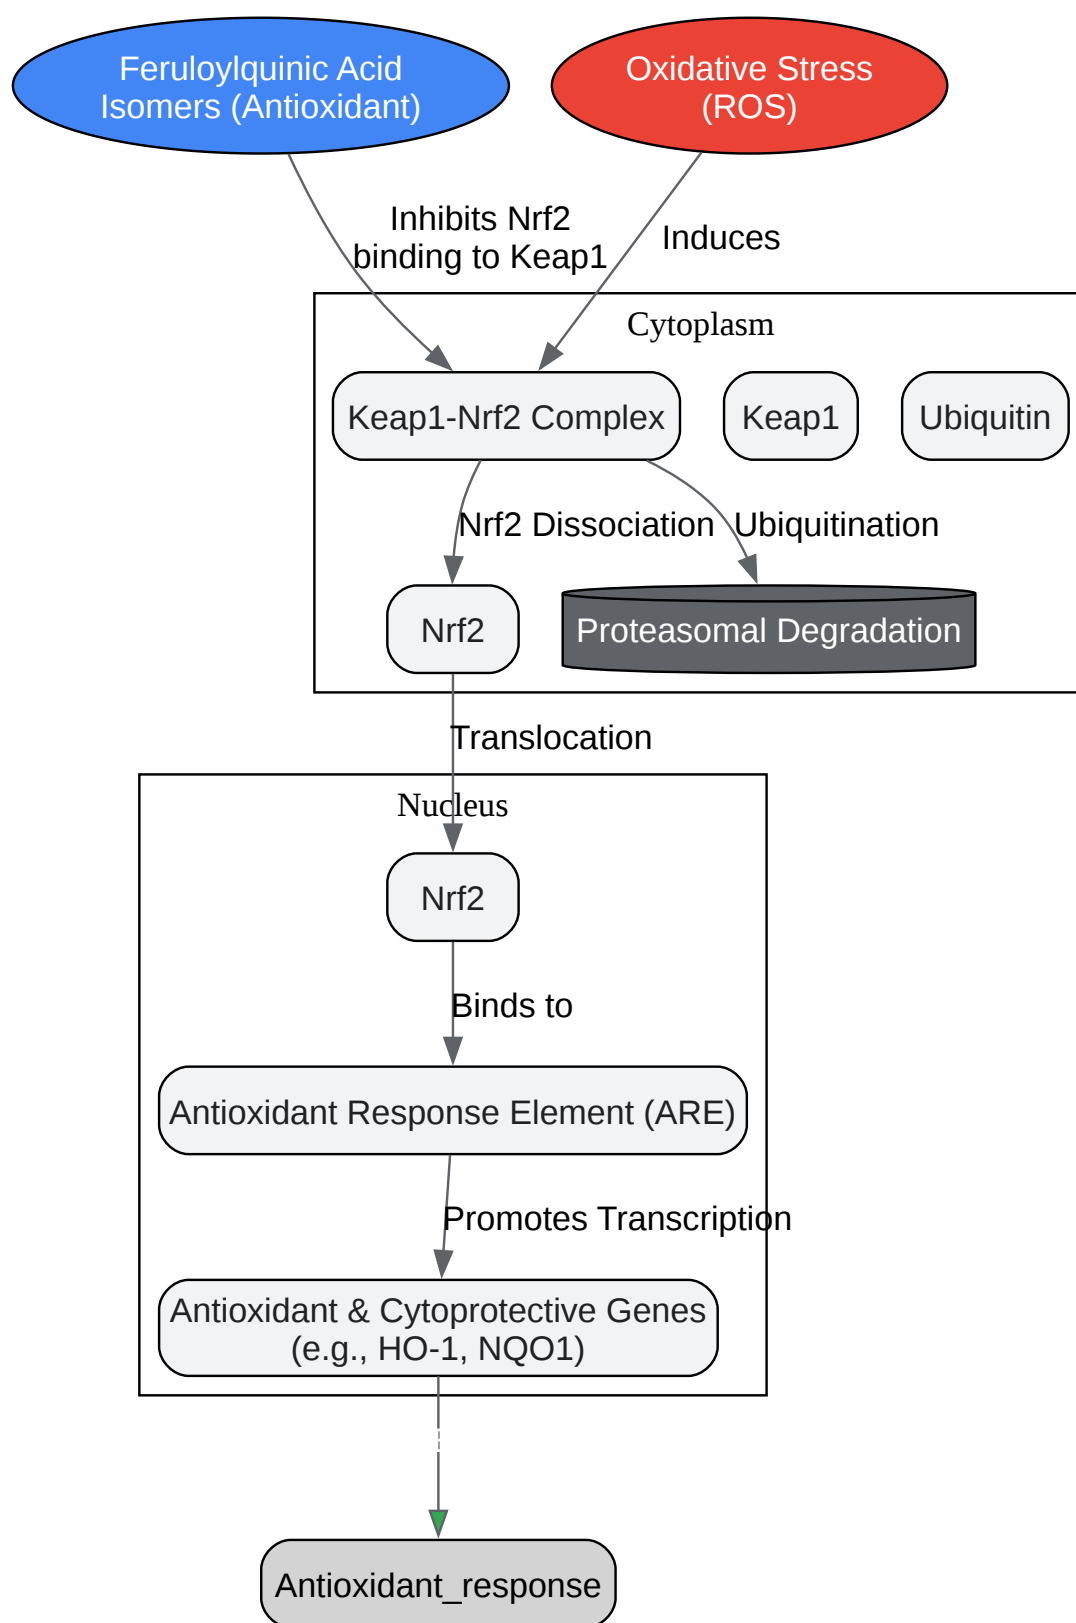 Feruloylquinic Acid
Isomers (Antioxidant)
Oxidative Stress
(ROS)
Inhibits Nrf2
binding to Keap1
Induces
Cytoplasm
Keap1-Nrf2 Complex
Keap1
Ubiquitin
Nrf2 Dissociation
Ubiquitination
Nrf2
Proteasomal Degradation
Translocation
Nucleus
Nrf2
Binds to
Antioxidant Response Element (ARE)
Promotes Transcription
Antioxidant & Cytoprotective Genes
(e.g., HO-1, NQO1)
Antioxidant_response